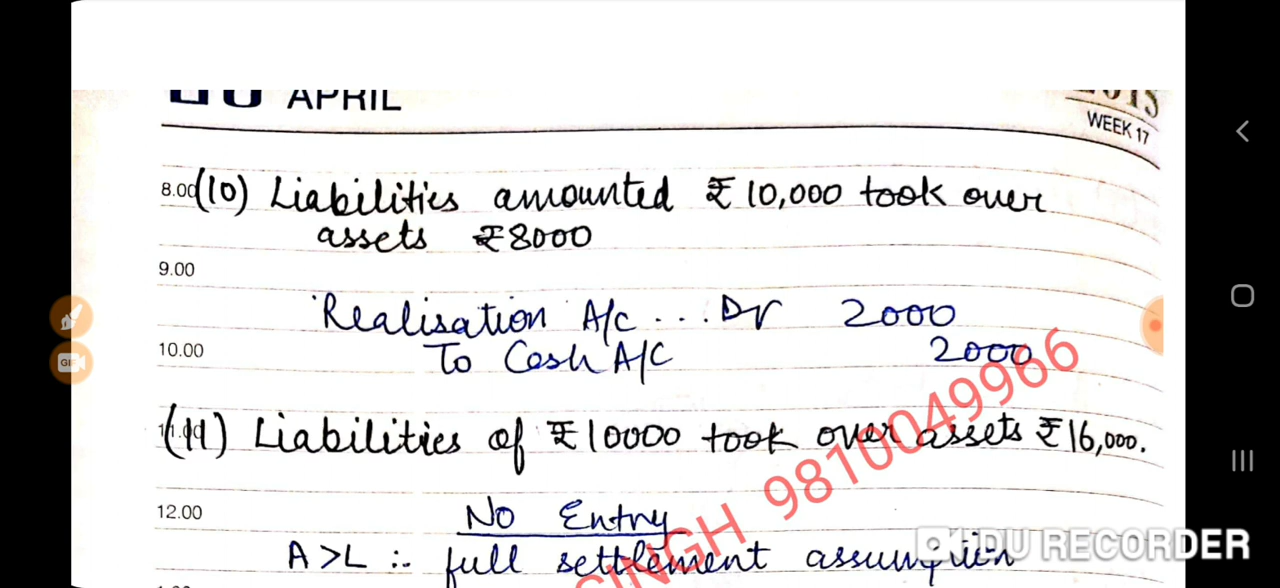 APRIL
WEEK 17
8.00
(10) Liabilities amounted ₹ 10,000 took over
assets ₹8000
9.00
Realisation A/c ... Dr 2000
10.00
To Cash A/C 2000
(11) Liabilities of ₹10000 took over assets ₹16,000.
12.00
No Entry
A>L ∴ full settlement assumption
SINGH 9810049966
DU RECORDER
GIF